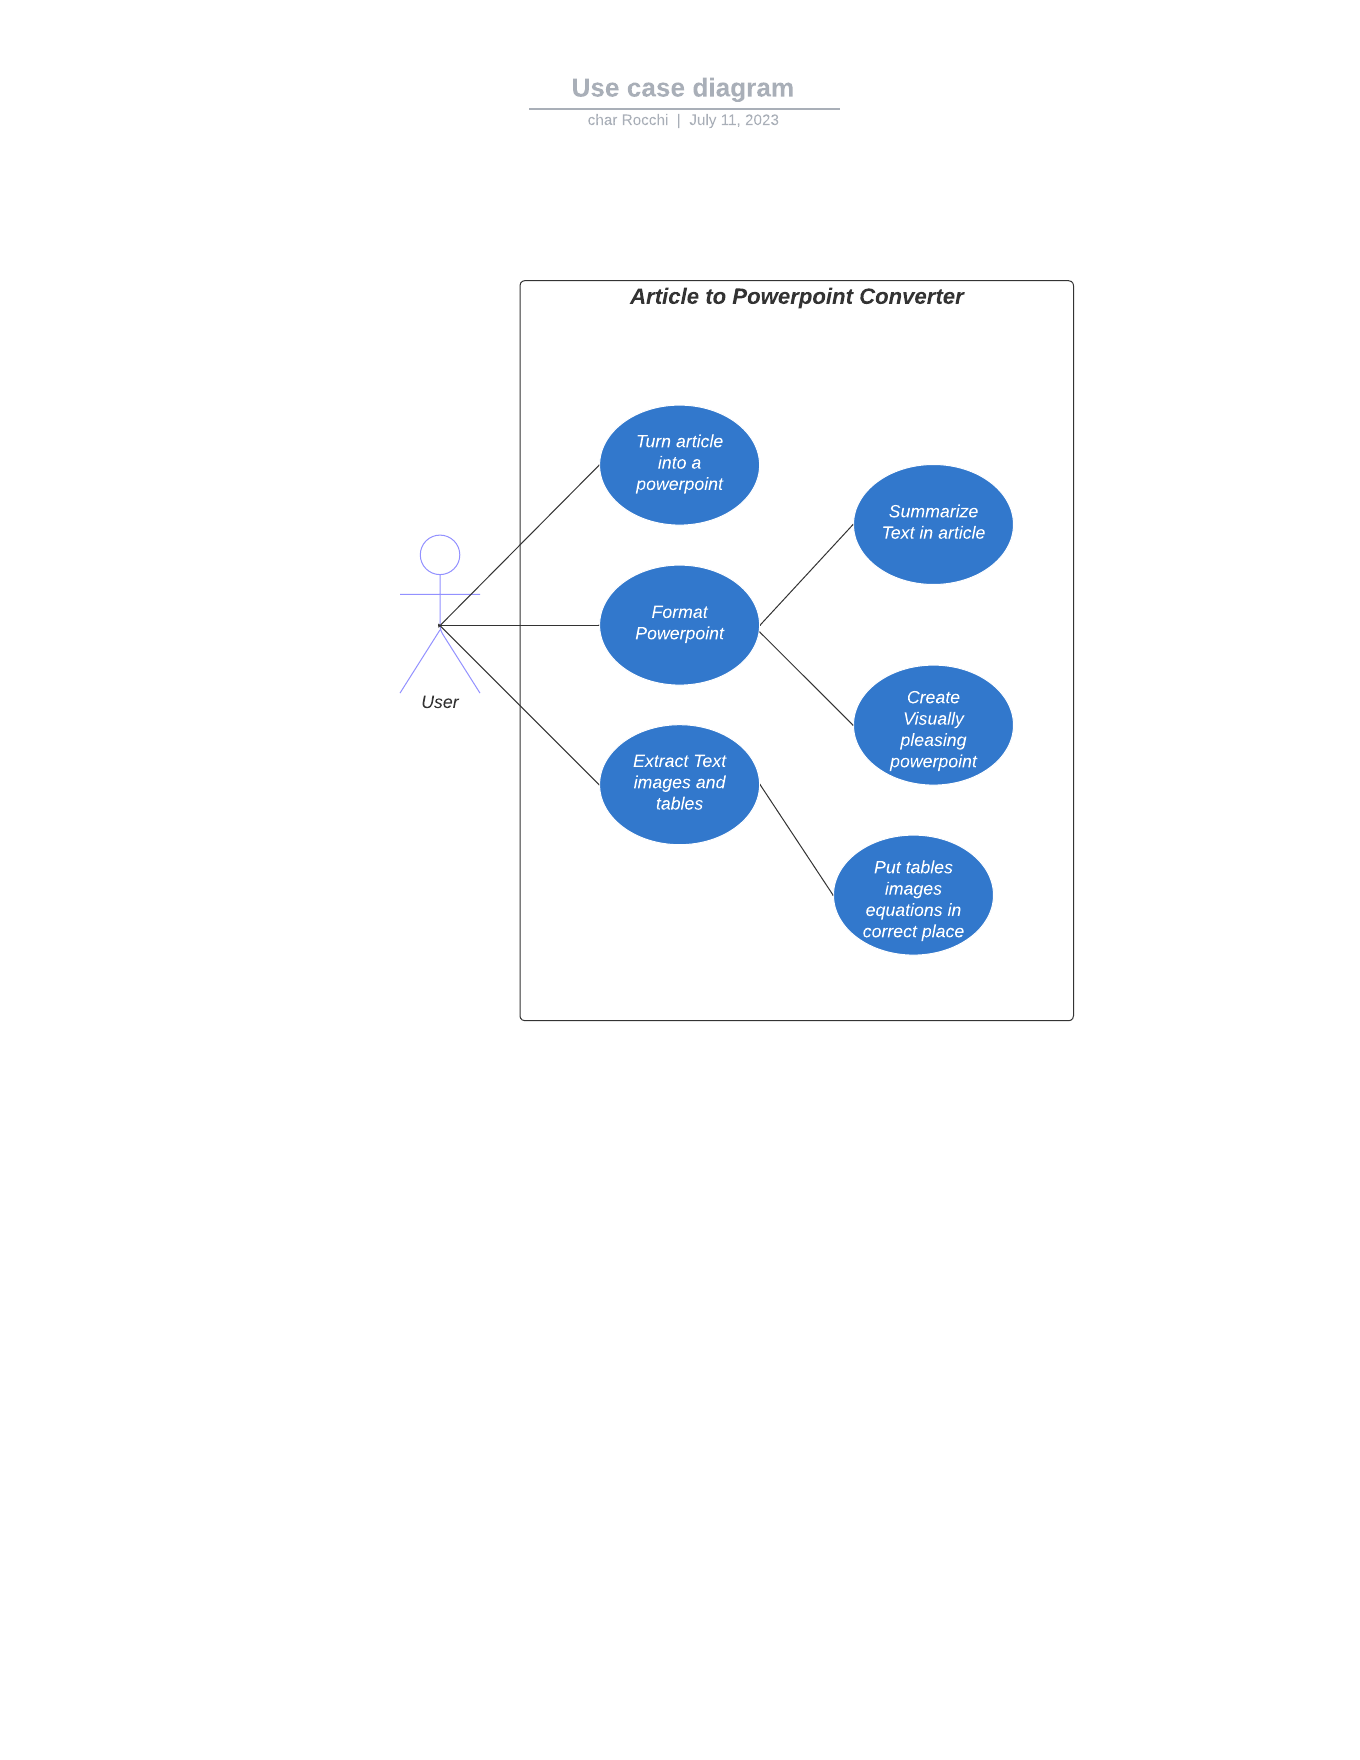 Use case diagram
char Rocchi | July 11, 2023
Article to Powerpoint Converter
Turn article
into a
powerpoint
Summarize
Text in article
Format
Powerpoint
User
Create
Visually
pleasing
powerpoint
Extract Text
images and
tables
Put tables
images
equations in
correct place